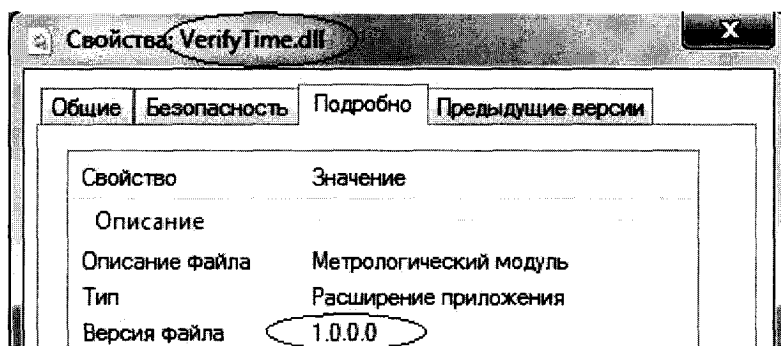 Свойства: VerifyTime.dll
X
Общие Безопасность Подробно Предыдущие версии
Свойство Значение
Описание
Описание файла Метрологический модуль
Тип Расширение приложения
Версия файла 1.0.0.0